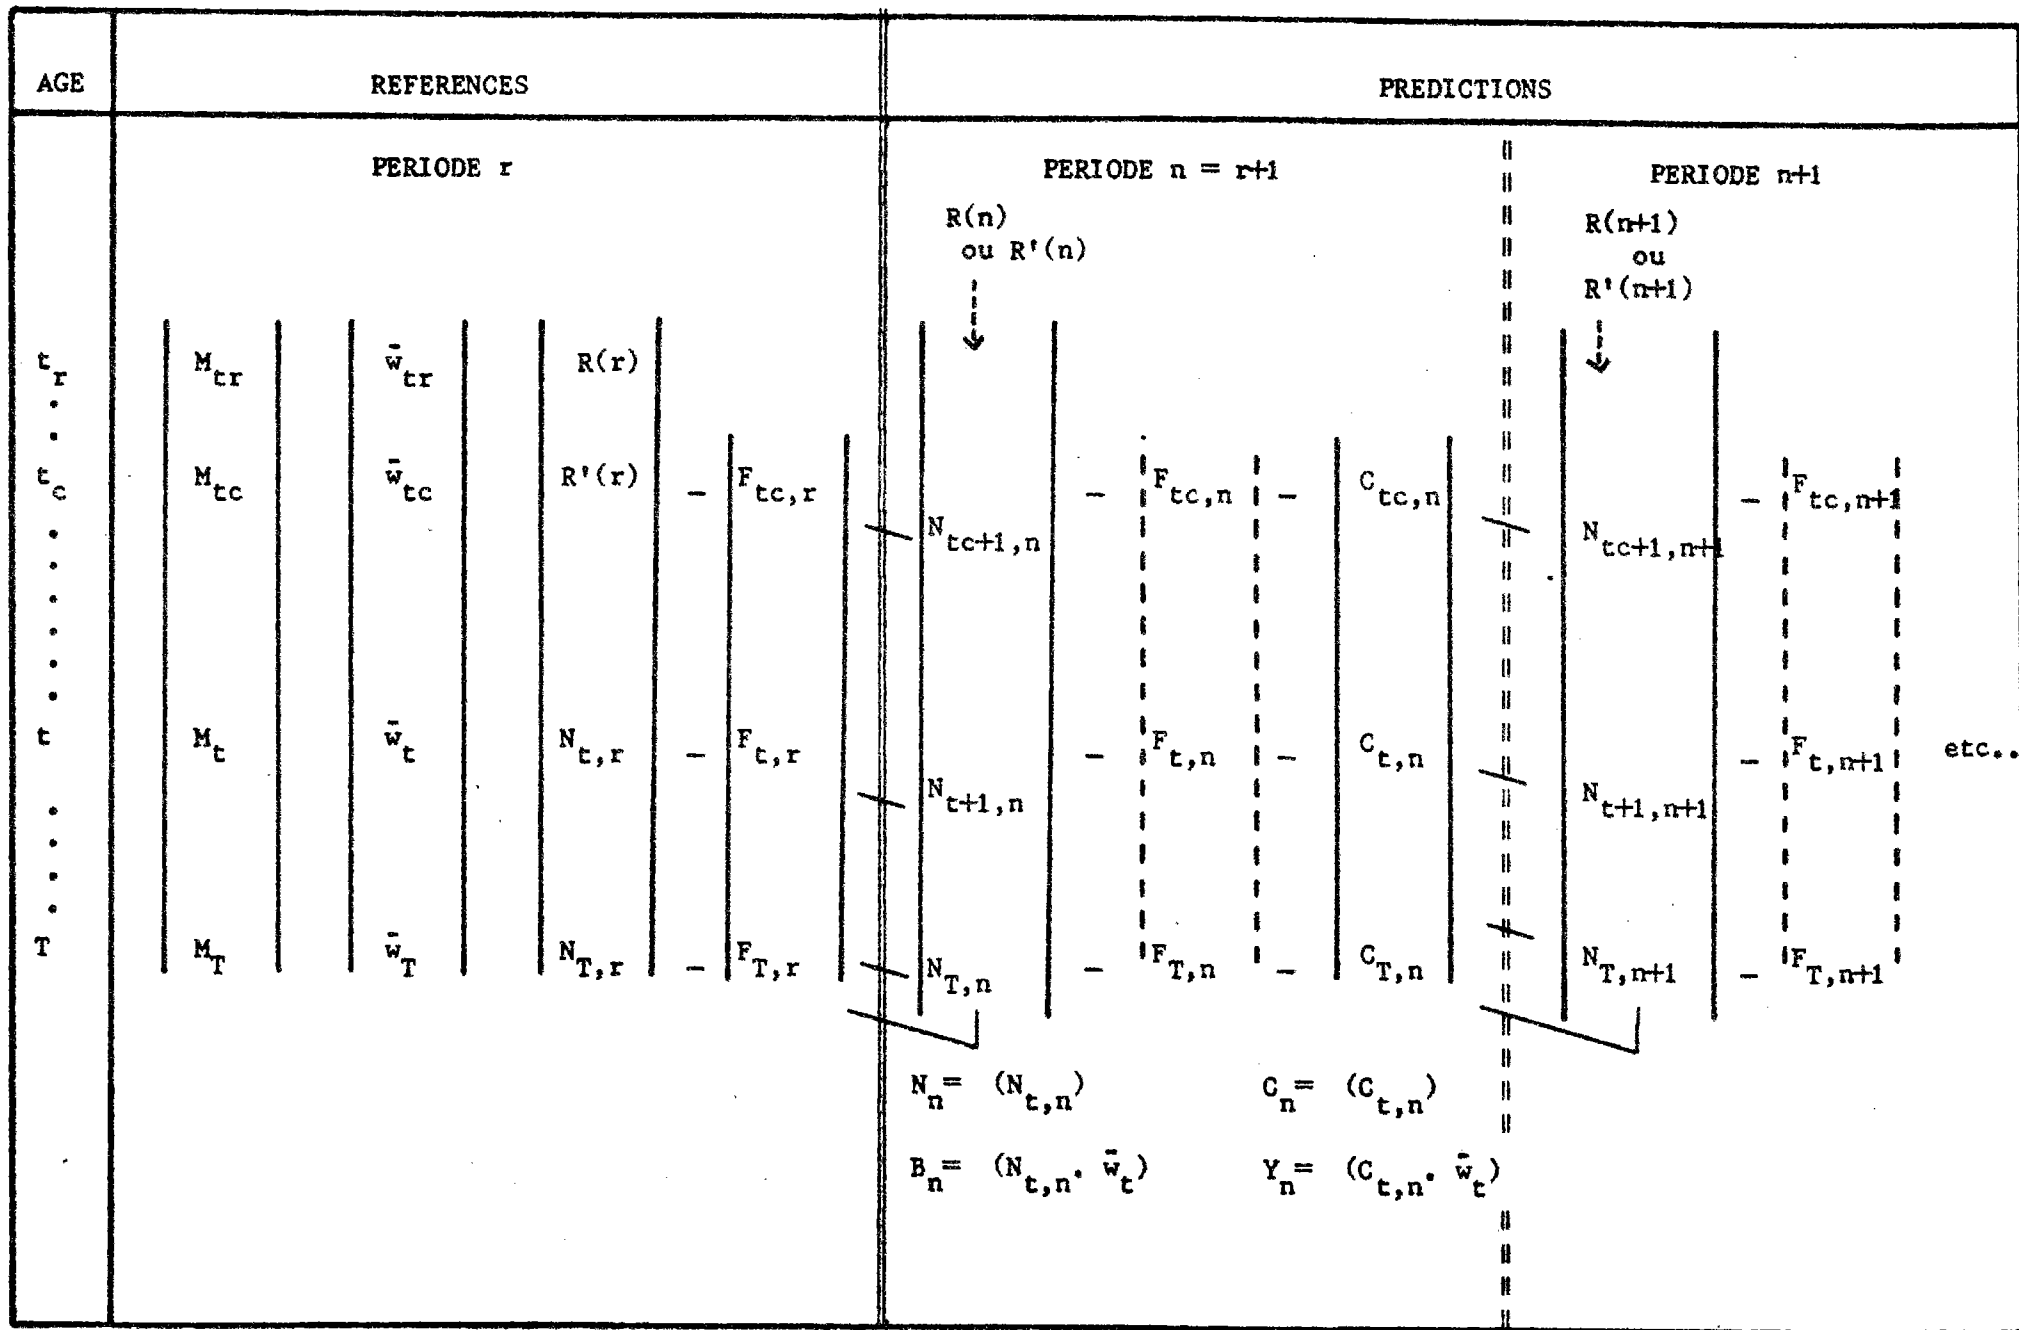 AGE REFERENCES PREDICTIONS
PERIODE r PERIODE n = r+1 PERIODE n+1
R(n) R(n+1)
ou R'(n) ou
R'(n+1)
t_r M_tr w̄_tr R(r)
.
.
t_c M_tc w̄_tc R'(r) – F_tc,r – F_tc,n – C_tc,n – F_tc,n+1
N_tc+1,n N_tc+1,n+1
.
.
.
.
.
.
t M_t w̄_t N_t,r – F_t,r – F_t,n – C_t,n – F_t,n+1 etc..
N_t+1,n N_t+1,n+1
.
.
.
.
T M_T w̄_T N_T,r – F_T,r N_T,n – F_T,n – C_T,n N_T,n+1 – F_T,n+1
N_n = (N_t,n) C_n = (C_t,n)
B_n = (N_t,n. w̄_t) Y_n = (C_t,n. w̄_t)